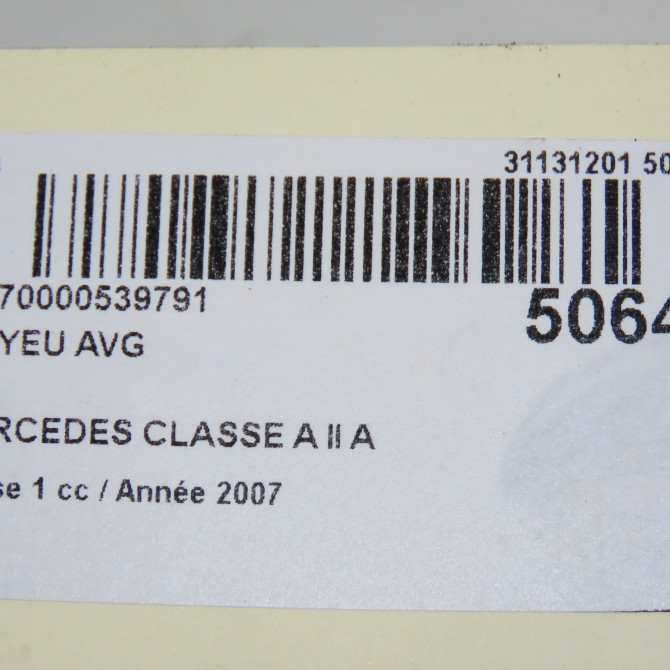 31131201 50
70000539791
5064
YEU AVG
RCEDES CLASSE A II A
se 1 cc / Année 2007